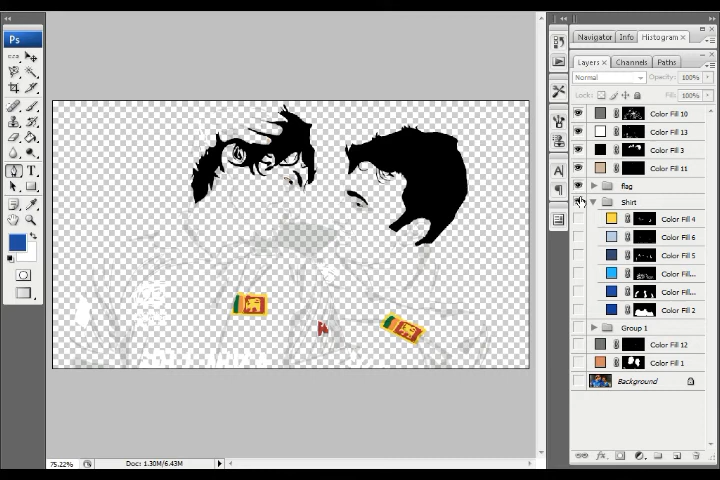 Ps
Navigator Info Histogram ×
Layers × Channels Paths
Normal Opacity: 100%
Lock: Fill: 100%
Color Fill 10
Color Fill 13
Color Fill 3
Color Fill 11
flag
Shirt
Color Fill 4
Color Fill 6
Color Fill 5
Color Fill...
Color Fill...
Color Fill 2
Group 1
Color Fill 12
Color Fill 1
Background
75.22% Doc: 1.30M/6.43M